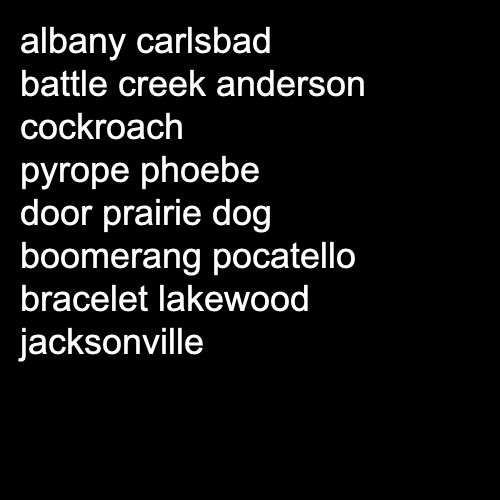 albany carlsbad
battle creek anderson
cockroach
pyrope phoebe
door prairie dog
boomerang pocatello
bracelet lakewood
jacksonville